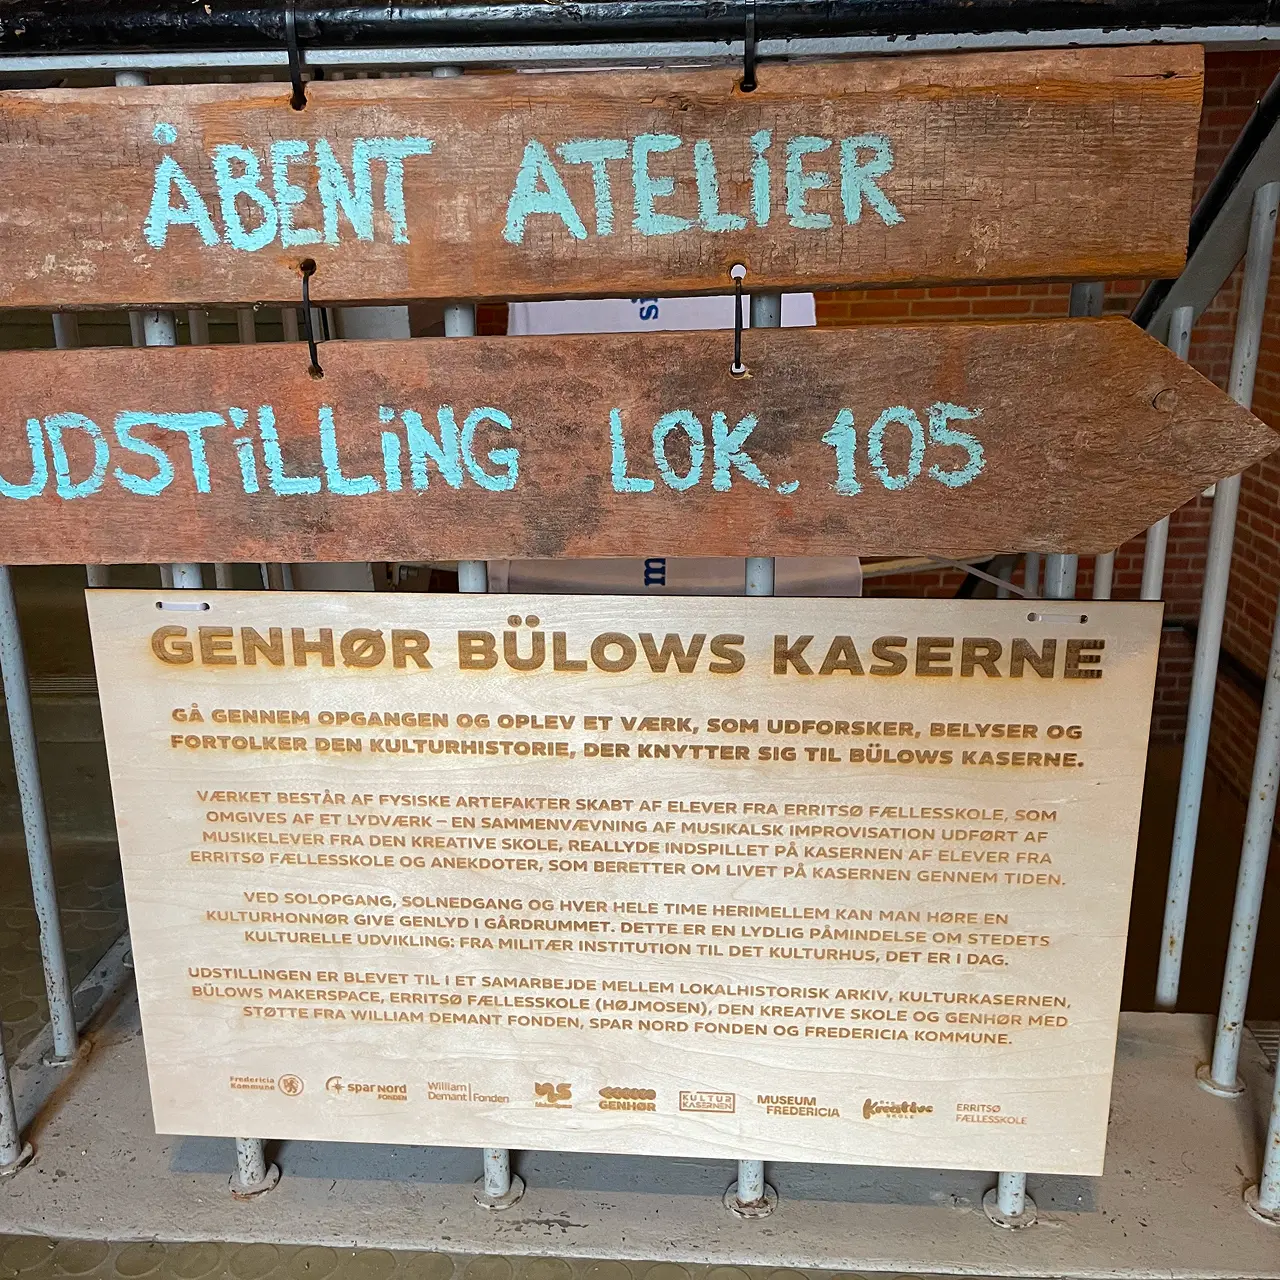 ÅBENT ATELIER
UDSTILLING LOK. 105
GENHØR BÜLOWS KASERNE
GÅ GENNEM OPGANGEN OG OPLEV ET VÆRK, SOM UDFORSKER, BELYSER OG
FORTOLKER DEN KULTURHISTORIE, DER KNYTTER SIG TIL BÜLOWS KASERNE.
VÆRKET BESTÅR AF FYSISKE ARTEFAKTER SKABT AF ELEVER FRA ERRITSØ FÆLLESSKOLE, SOM
OMGIVES AF ET LYDVÆRK – EN SAMMENVÆVNING AF MUSIKALSK IMPROVISATION UDFØRT AF
MUSIKELEVER FRA DEN KREATIVE SKOLE, REALLYDE INDSPILLET PÅ KASERNEN AF ELEVER FRA
ERRITSØ FÆLLESSKOLE OG ANEKDOTER, SOM BERETTER OM LIVET PÅ KASERNEN GENNEM TIDEN.
VED SOLOPGANG, SOLNEDGANG OG HVER HELE TIME HERIMELLEM KAN MAN HØRE EN
KULTURHONNØR GIVE GENLYD I GÅRDRUMMET. DETTE ER EN LYDLIG PÅMINDELSE OM STEDETS
KULTURELLE UDVIKLING: FRA MILITÆR INSTITUTION TIL DET KULTURHUS, DET ER I DAG.
UDSTILLINGEN ER BLEVET TIL I ET SAMARBEJDE MELLEM LOKALHISTORISK ARKIV, KULTURKASERNEN,
BÜLOWS MAKERSPACE, ERRITSØ FÆLLESSKOLE (HØJMOSEN), DEN KREATIVE SKOLE OG GENHØR MED
STØTTE FRA WILLIAM DEMANT FONDEN, SPAR NORD FONDEN OG FREDERICIA KOMMUNE.
Fredericia Kommune
spar nord FONDEN
William Demant Fonden
GENHØR
KULTUR KASERNEN
MUSEUM FREDERICIA
Kreative SKOLE
ERRITSØ FÆLLESSKOLE